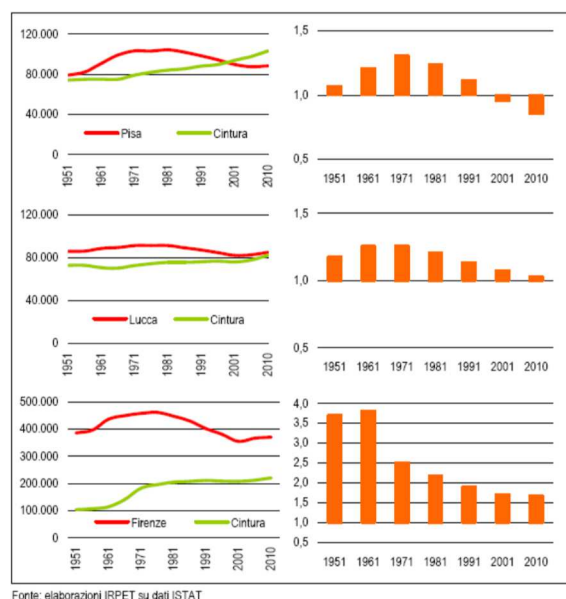 120.000
80.000
40.000
0
Pisa Cintura
1951 1961 1971 1981 1991 2001 2010
1,5
1,0
0,5
1951 1961 1971 1981 1991 2001 2010
120.000
80.000
40.000
0
Lucca Cintura
1951 1961 1971 1981 1991 2001 2010
1,5
1,0
0,5
1951 1961 1971 1981 1991 2001 2010
500.000
400.000
300.000
200.000
100.000
0
Firenze Cintura
1951 1961 1971 1981 1991 2001 2010
4,0
3,5
3,0
2,5
2,0
1,5
1,0
0,5
1951 1961 1971 1981 1991 2001 2010
Fonte: elaborazioni IRPET su dati ISTAT